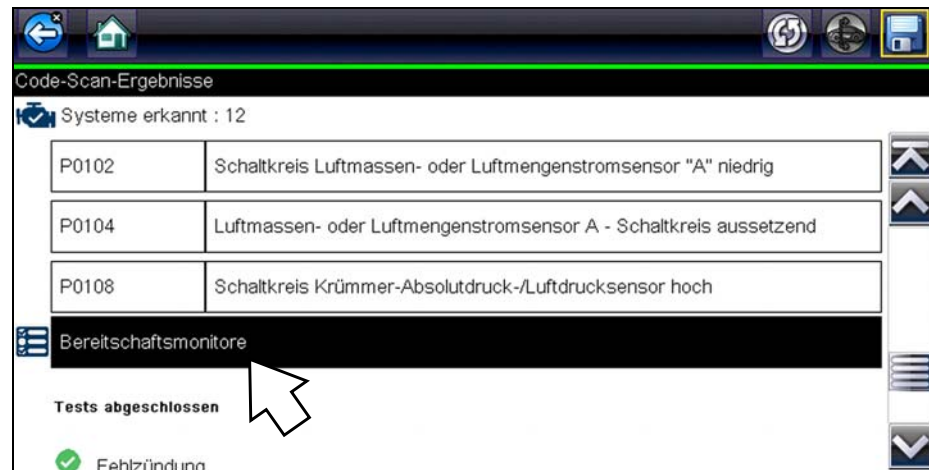 Code-Scan-Ergebnisse
Systeme erkannt : 12
P0102 Schaltkreis Luftmassen- oder Luftmengenstromsensor "A" niedrig
P0104 Luftmassen- oder Luftmengenstromsensor A - Schaltkreis aussetzend
P0108 Schaltkreis Krümmer-Absolutdruck-/Luftdrucksensor hoch
Bereitschaftsmonitore
Tests abgeschlossen
Fehlzündung